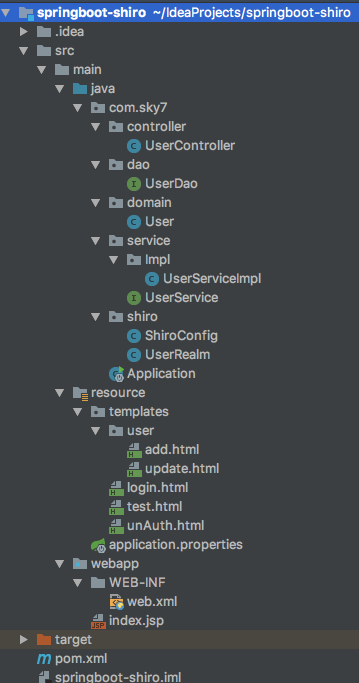 springboot-shiro ~/IdeaProjects/springboot-shiro
.idea
src
main
java
com.sky7
controller
UserController
dao
UserDao
domain
User
service
Impl
UserServiceImpl
UserService
shiro
ShiroConfig
UserRealm
Application
resource
templates
user
add.html
update.html
login.html
test.html
unAuth.html
application.properties
webapp
WEB-INF
web.xml
index.jsp
target
pom.xml
springboot-shiro.iml